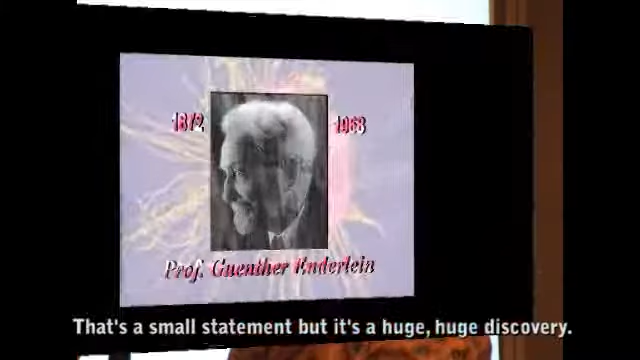 1872
1968
Prof. Guenther Enderlein
That's a small statement but it's a huge, huge discovery.